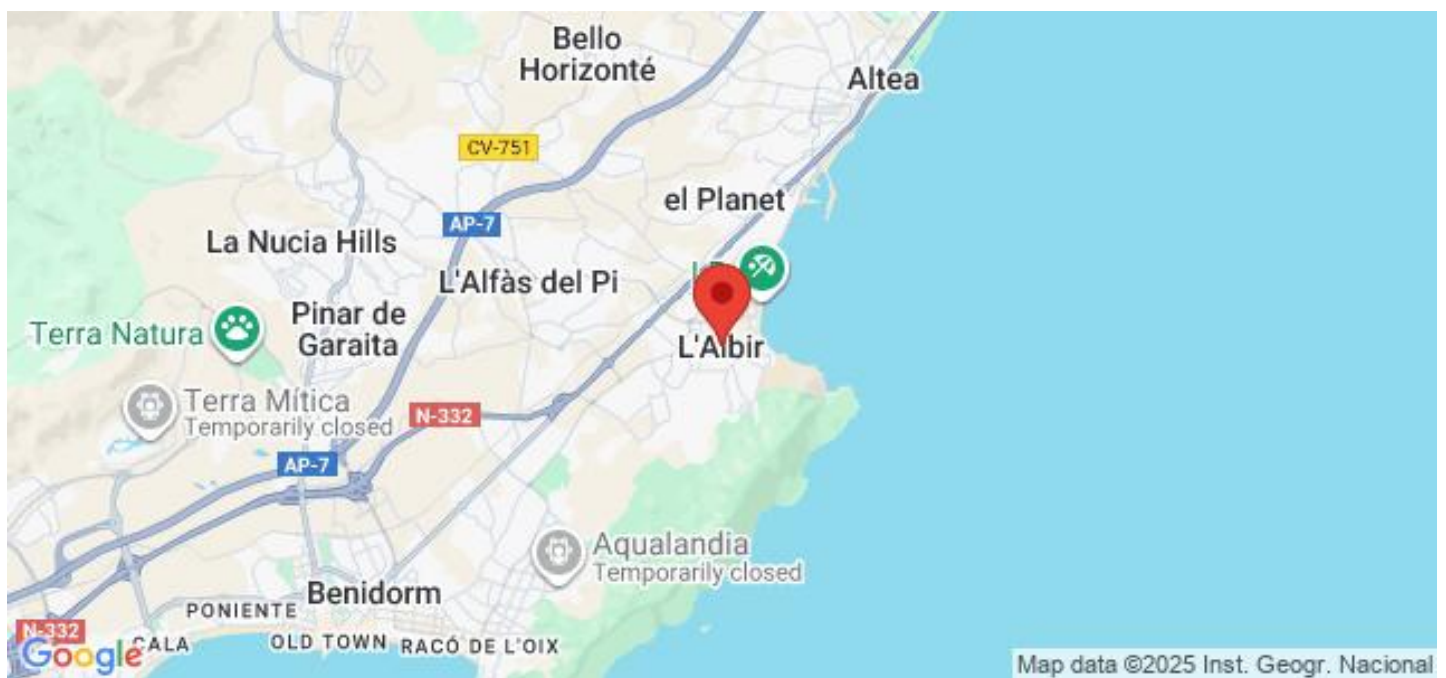 Bello
Horizonté
Altea
CV-751
el Planet
AP-7
La Nucia Hills
L'Alfàs del Pi
Pinar de
Garaita
Terra Natura
L'Albir
Terra Mítica
Temporarily closed
N-332
AP-7
Aqualandia
Temporarily closed
Benidorm
PONIENTE
N-332
CALA
OLD TOWN
RACÓ DE L'OIX
Google
Map data ©2025 Inst. Geogr. Nacional